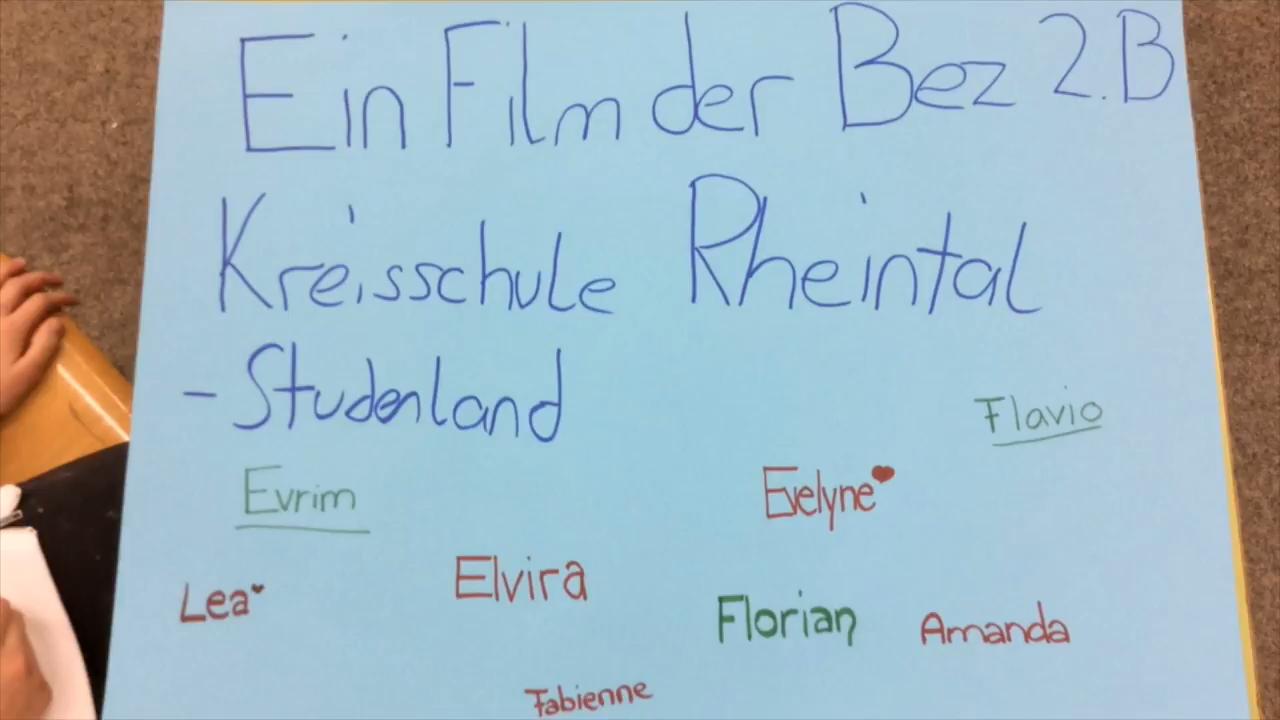 Ein Film der Bez 2.B
Kreisschule Rheintal
- Studenland
Flavio
Evrim
Evelyne
Lea
Elvira
Florian
Amanda
Fabienne